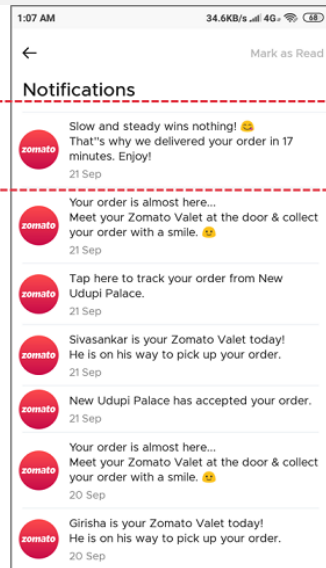 1:07 AM 34.6KB/s 4G+ 68
Mark as Read
Notifications
zomato
Slow and steady wins nothing! 😋
That"s why we delivered your order in 17
minutes. Enjoy!
21 Sep
zomato
Your order is almost here...
Meet your Zomato Valet at the door & collect
your order with a smile. 🙂
21 Sep
zomato
Tap here to track your order from New
Udupi Palace.
21 Sep
zomato
Sivasankar is your Zomato Valet today!
He is on his way to pick up your order.
21 Sep
zomato
New Udupi Palace has accepted your order.
21 Sep
zomato
Your order is almost here...
Meet your Zomato Valet at the door & collect
your order with a smile. 🙂
20 Sep
zomato
Girisha is your Zomato Valet today!
He is on his way to pick up your order.
20 Sep